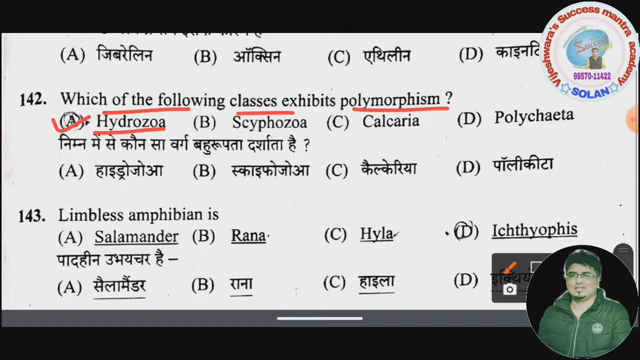 (A) जिबरेलिन (B) ऑक्सिन (C) एथिलीन (D)
142. Which of the following classes exhibits polymorphism ?
(A) Hydrozoa (B) Scyphozoa (C) Calcaria (D) Polychaeta
निम्न में से कौन सा वर्ग बहुरूपता दर्शाता है ?
(A) हाइड्रोजोआ (B) स्काइफोजोआ (C) कैल्केरिया (D) पॉलीकीटा
143. Limbless amphibian is
(A) Salamander (B) Rana (C) Hyla (D) Ichthyophis
पादहीन उभयचर है –
(A) सैलामैंडर (B) राना (C) हाइला (D)
Vijeshwara's Success mantra academy
Success
98570-11422
SOLAN